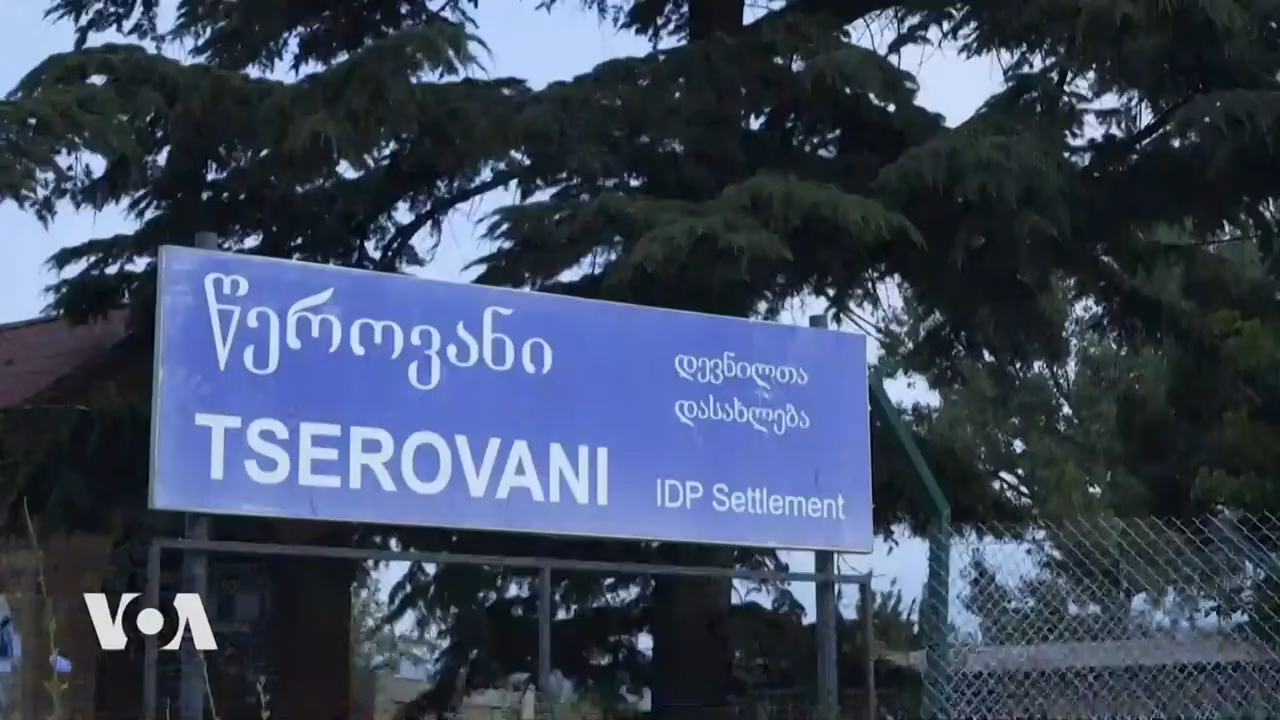 წეროვანი
TSEROVANI
დევნილთა
დასახლება
IDP Settlement
VOA